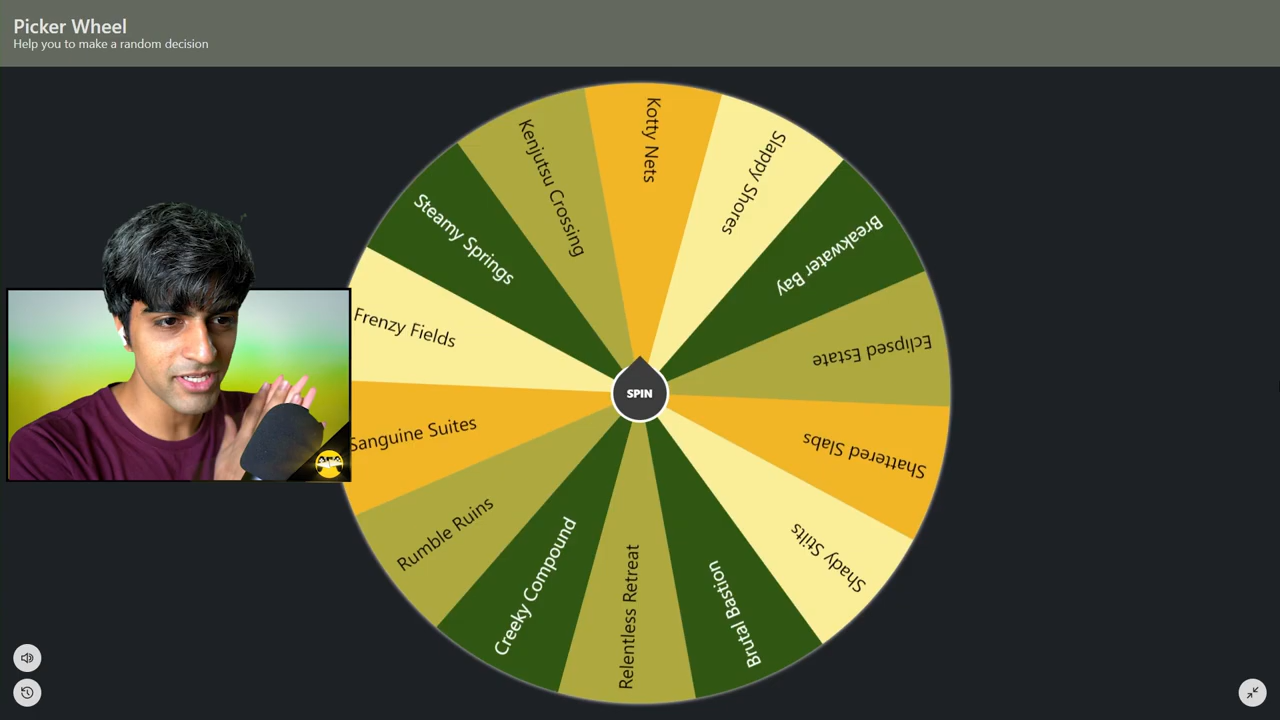 Picker Wheel
Help you to make a random decision
Kotty Nets
Slappy Shores
Breakwater Bay
Eclipsed Estate
Shattered Slabs
Shady Stilts
Brutal Bastion
Relentless Retreat
Creeky Compound
Rumble Ruins
Sanguine Suites
Frenzy Fields
Steamy Springs
Kenjutsu Crossing
SPIN